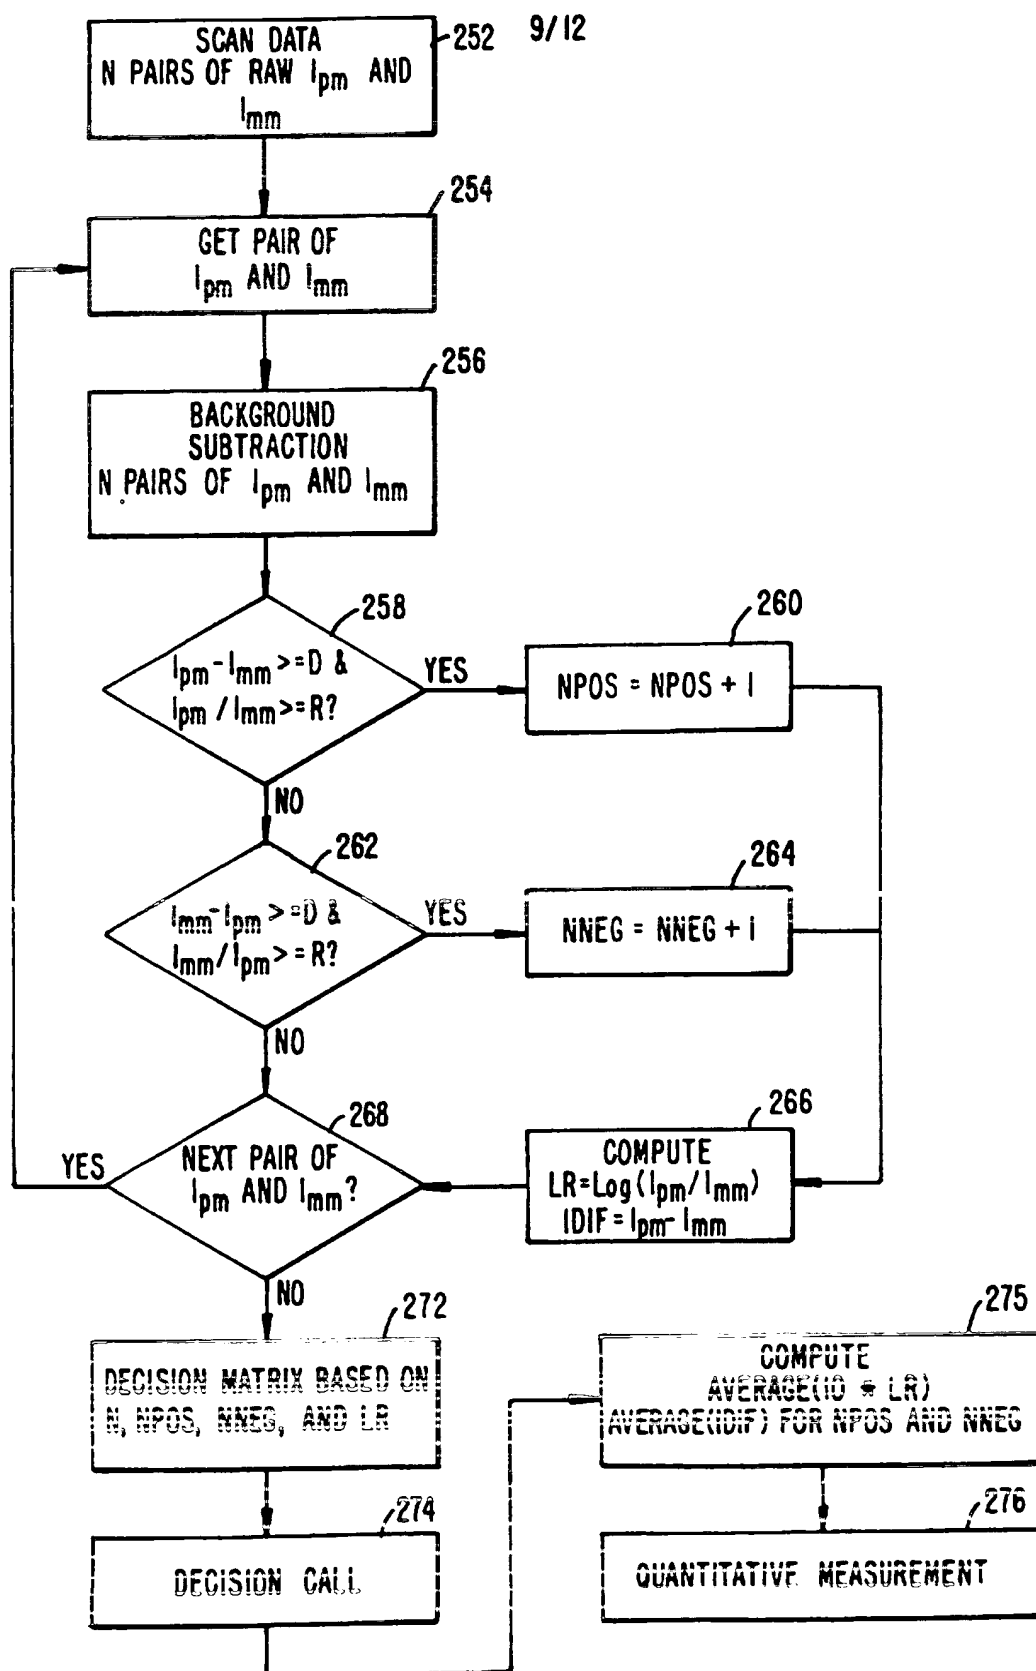 9/12
252
SCAN DATA
N PAIRS OF RAW Ipm AND
Imm
254
GET PAIR OF
Ipm AND Imm
256
BACKGROUND
SUBTRACTION
N PAIRS OF Ipm AND Imm
258
Ipm-Imm>=D &
Ipm/Imm>=R?
YES
260
NPOS = NPOS + 1
NO
262
Imm-Ipm>=D &
Imm/Ipm>=R?
YES
264
NNEG = NNEG + 1
NO
268
NEXT PAIR OF
Ipm AND Imm?
YES
266
COMPUTE
LR=Log(Ipm/Imm)
IDIF=Ipm-Imm
NO
272
DECISION MATRIX BASED ON
N, NPOS, NNEG, AND LR
274
DECISION CALL
275
COMPUTE
AVERAGE(10 * LR)
AVERAGE(IDIF) FOR NPOS AND NNEG
276
QUANTITATIVE MEASUREMENT